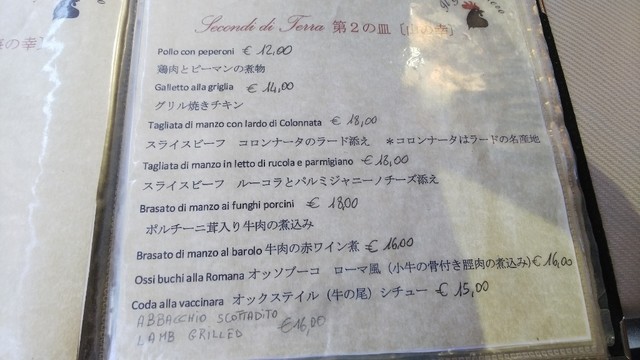 Secondi di Terra 第2の皿 [山の幸]
Pollo con peperoni € 12,00
鶏肉とピーマンの煮物
Galletto alla griglia € 14,00
グリル焼きチキン
Tagliata di manzo con lardo di Colonnata € 18,00
スライスビーフ コロンナータのラード添え *コロンナータはラードの名産地
Tagliata di manzo in letto di rucola e parmigiano € 18,00
スライスビーフ ルーコラとパルミジャニーノチーズ添え
Brasato di manzo ai funghi porcini € 18,00
ポルチーニ茸入り牛肉の煮込み
Brasato di manzo al barolo 牛肉の赤ワイン煮 € 16,00
Ossi buchi alla Romana オッソブーコ ローマ風 (小牛の骨付き脛肉の煮込み) € 16,00
Coda alla vaccinara オックステイル (牛の尾) シチュー € 15,00
ABBACCHIO SCOTTADITO
LAMB GRILLED €16,00